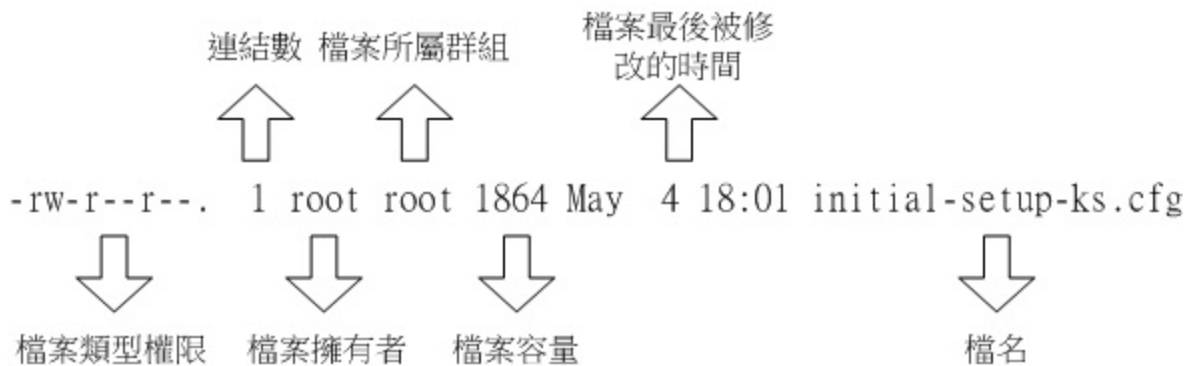 連結數 檔案所屬群組 檔案最後被修
改的時間
-rw-r--r--. 1 root root 1864 May 4 18:01 initial-setup-ks.cfg
檔案類型權限 檔案擁有者 檔案容量 檔名